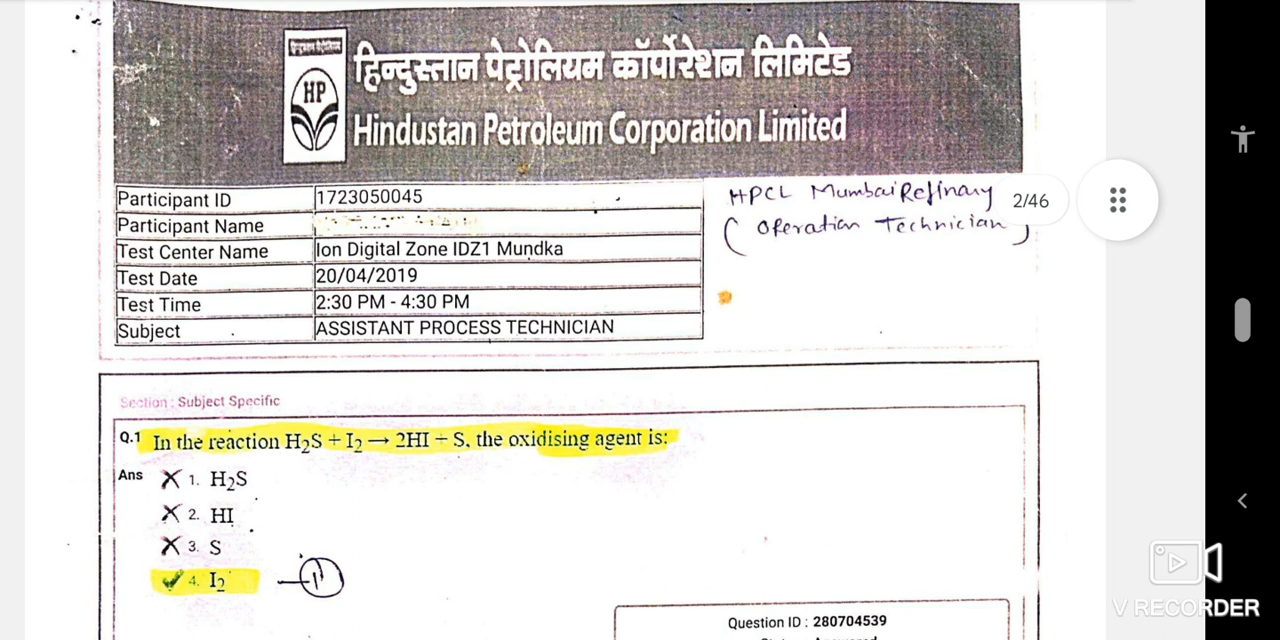 हिन्दुस्तान पेट्रोलियम
HP
हिन्दुस्तान पेट्रोलियम कॉर्पोरेशन लिमिटेड
Hindustan Petroleum Corporation Limited
Participant ID 1723050045
Participant Name
Test Center Name Ion Digital Zone IDZ1 Mundka
Test Date 20/04/2019
Test Time 2:30 PM - 4:30 PM
Subject ASSISTANT PROCESS TECHNICIAN
HPCL Mumbai Refinary
(Operation Technician)
2/46
Section : Subject Specific
Q.1 In the reaction H₂S + I₂ → 2HI + S, the oxidising agent is:
Ans X 1. H₂S
X 2. HI
X 3. S
✓ 4. I₂ — 1
Question ID : 280704539
V RECORDER